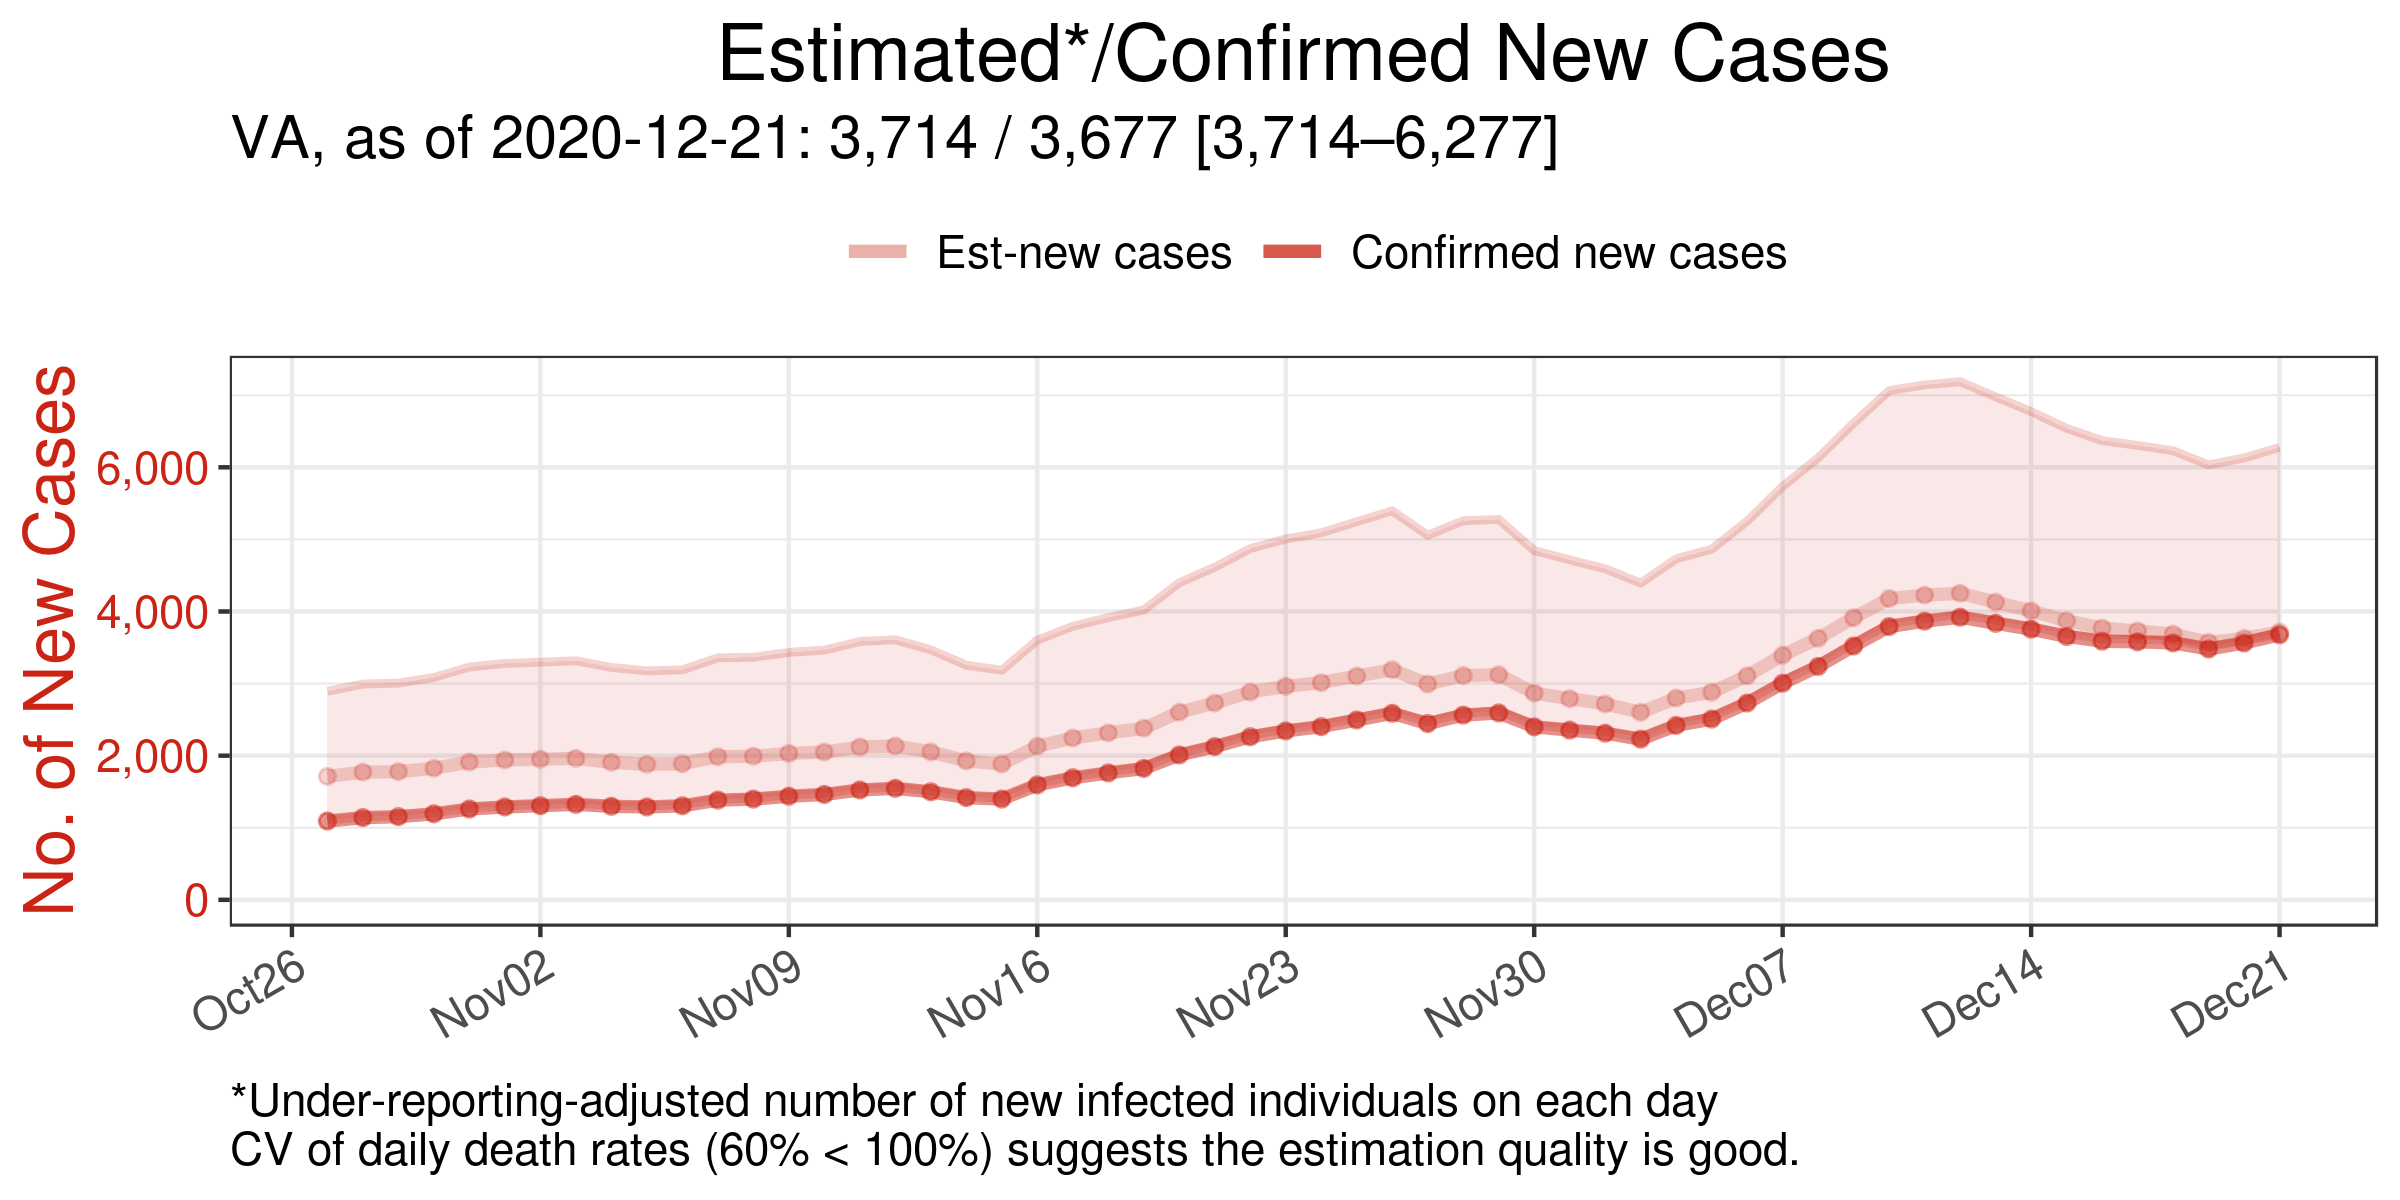 Estimated*/Confirmed New Cases
VA, as of 2020-12-21: 3,714 / 3,677 [3,714–6,277]
Est-new cases Confirmed new cases
No. of New Cases
6,000
4,000
2,000
0
Oct26 Nov02 Nov09 Nov16 Nov23 Nov30 Dec07 Dec14 Dec21
*Under-reporting-adjusted number of new infected individuals on each day
CV of daily death rates (60% < 100%) suggests the estimation quality is good.